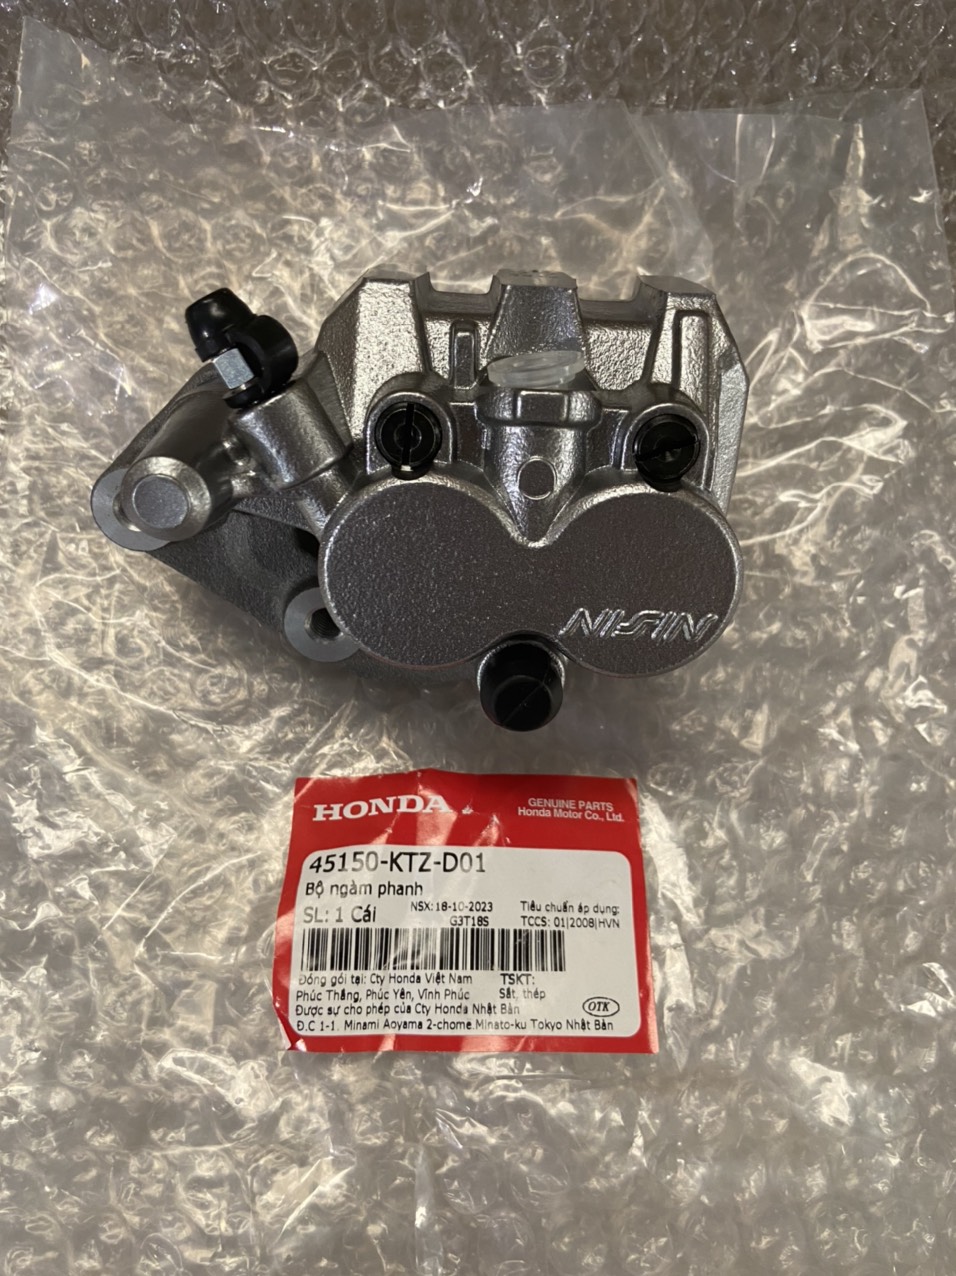 NISSIN
HONDA
GENUINE PARTS
Honda Motor Co., Ltd.
45150-KTZ-D01
Bộ ngàm phanh
SL: 1 Cái
NSX:18-10-2023
G3T18S
Tiêu chuẩn áp dụng:
TCCS: 01|2008|HVN
Đóng gói tại: Cty Honda Việt Nam
Phúc Thắng, Phúc Yên, Vĩnh Phúc
TSKT:
Sắt, thép
Được sự cho phép của Cty Honda Nhật Bản
Đ.C 1-1. Minami Aoyama 2-chome.Minato-ku Tokyo Nhật Bản
OTK